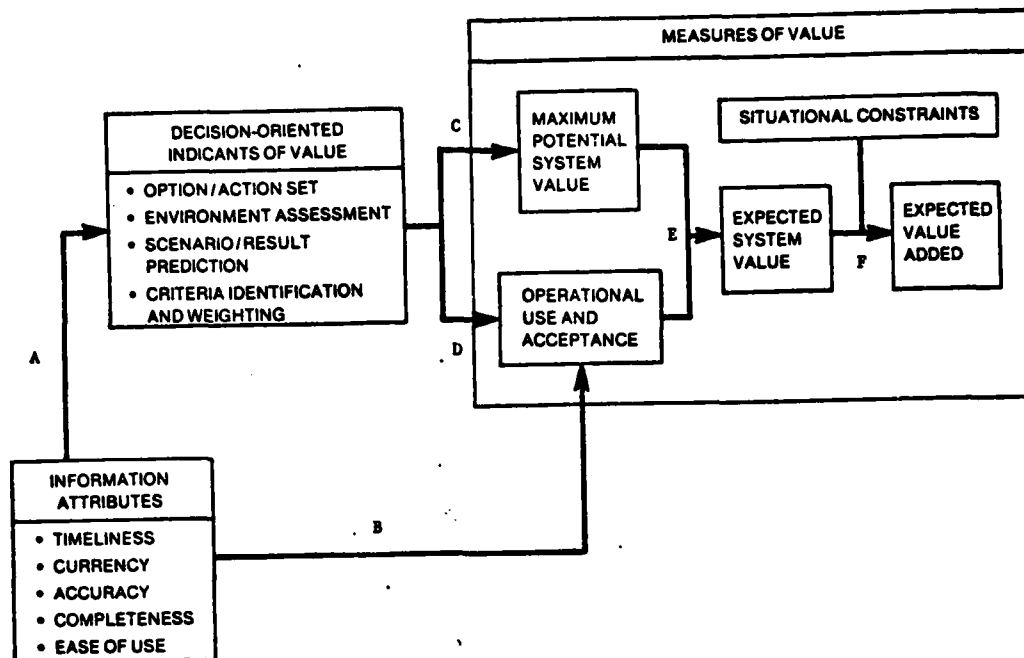 MEASURES OF VALUE
DECISION-ORIENTED
INDICANTS OF VALUE
• OPTION/ACTION SET
• ENVIRONMENT ASSESSMENT
• SCENARIO/RESULT
PREDICTION
• CRITERIA IDENTIFICATION
AND WEIGHTING
C
D
MAXIMUM
POTENTIAL
SYSTEM
VALUE
OPERATIONAL
USE AND
ACCEPTANCE
E
SITUATIONAL CONSTRAINTS
EXPECTED
SYSTEM
VALUE
F
EXPECTED
VALUE
ADDED
A
INFORMATION
ATTRIBUTES
• TIMELINESS
• CURRENCY
• ACCURACY
• COMPLETENESS
• EASE OF USE
B